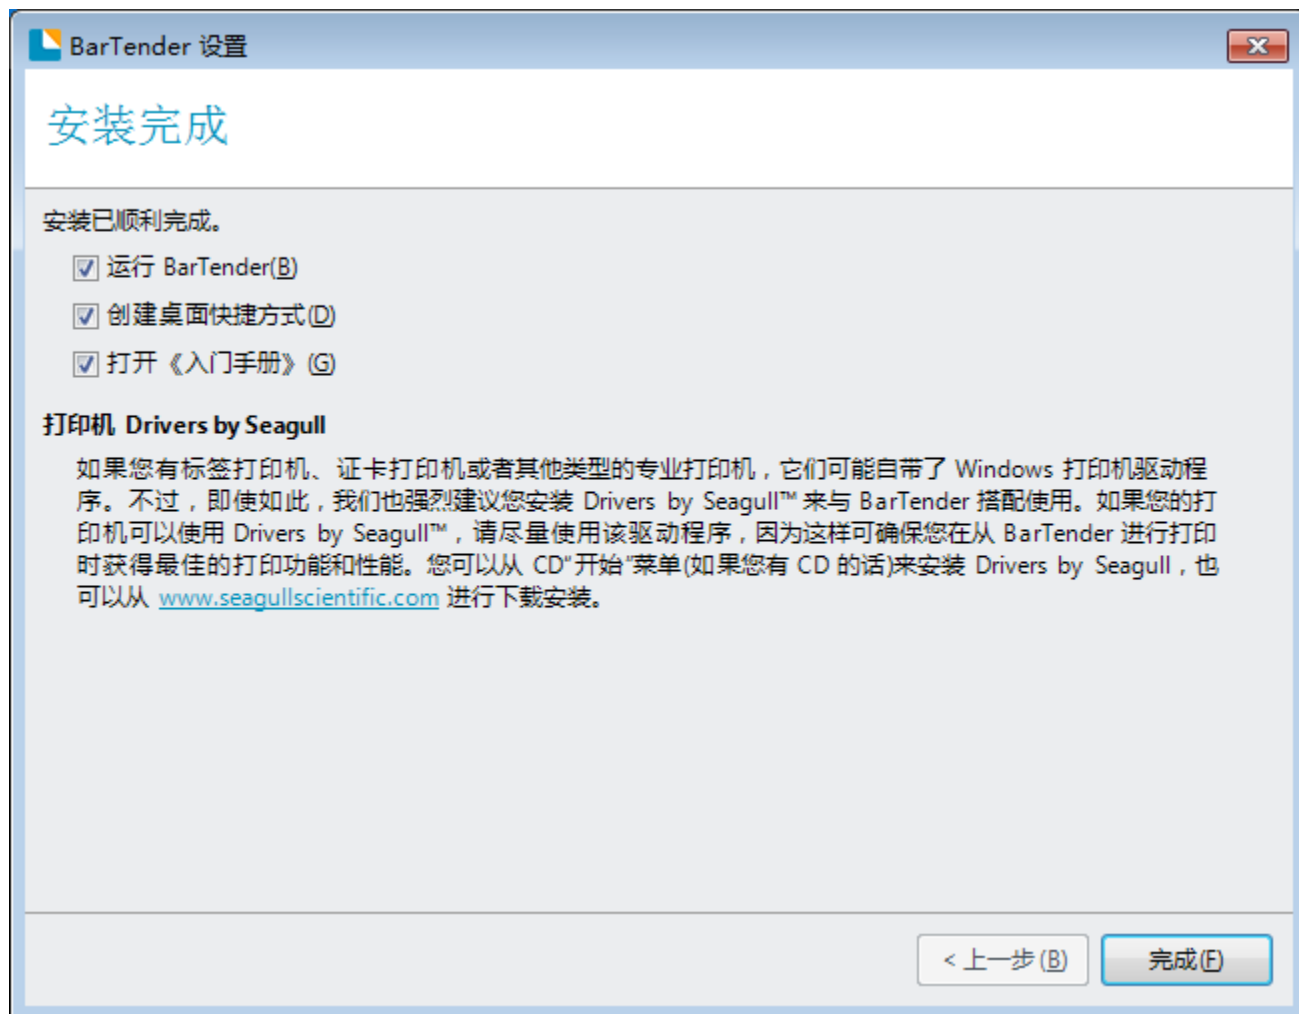 BarTender 设置
安装完成
安装已顺利完成。
运行 BarTender(B)
创建桌面快捷方式(D)
打开《入门手册》(G)
打印机 Drivers by Seagull
如果您有标签打印机、证卡打印机或者其他类型的专业打印机，它们可能自带了 Windows 打印机驱动程
序。不过，即使如此，我们也强烈建议您安装 Drivers by Seagull™ 来与 BarTender 搭配使用。如果您的打
印机可以使用 Drivers by Seagull™，请尽量使用该驱动程序，因为这样可确保您在从 BarTender 进行打印
时获得最佳的打印功能和性能。您可以从 CD"开始"菜单(如果您有 CD 的话)来安装 Drivers by Seagull，也
可以从 www.seagullscientific.com 进行下载安装。
< 上一步(B)
完成(F)